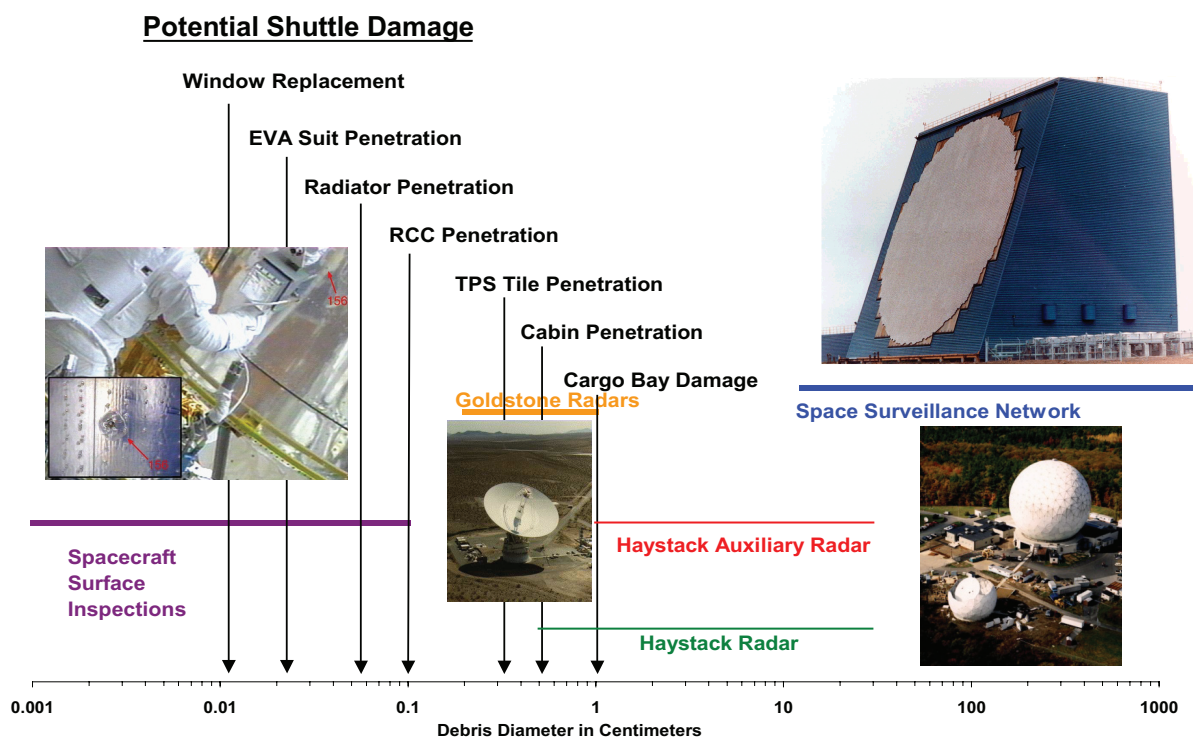 Potential Shuttle Damage
Window Replacement
EVA Suit Penetration
Radiator Penetration
RCC Penetration
TPS Tile Penetration
Cabin Penetration
Cargo Bay Damage
Goldstone Radars
Space Surveillance Network
156
156
Haystack Auxiliary Radar
Spacecraft
Surface
Inspections
Haystack Radar
0.001 0.01 0.1 1 10 100 1000
Debris Diameter in Centimeters